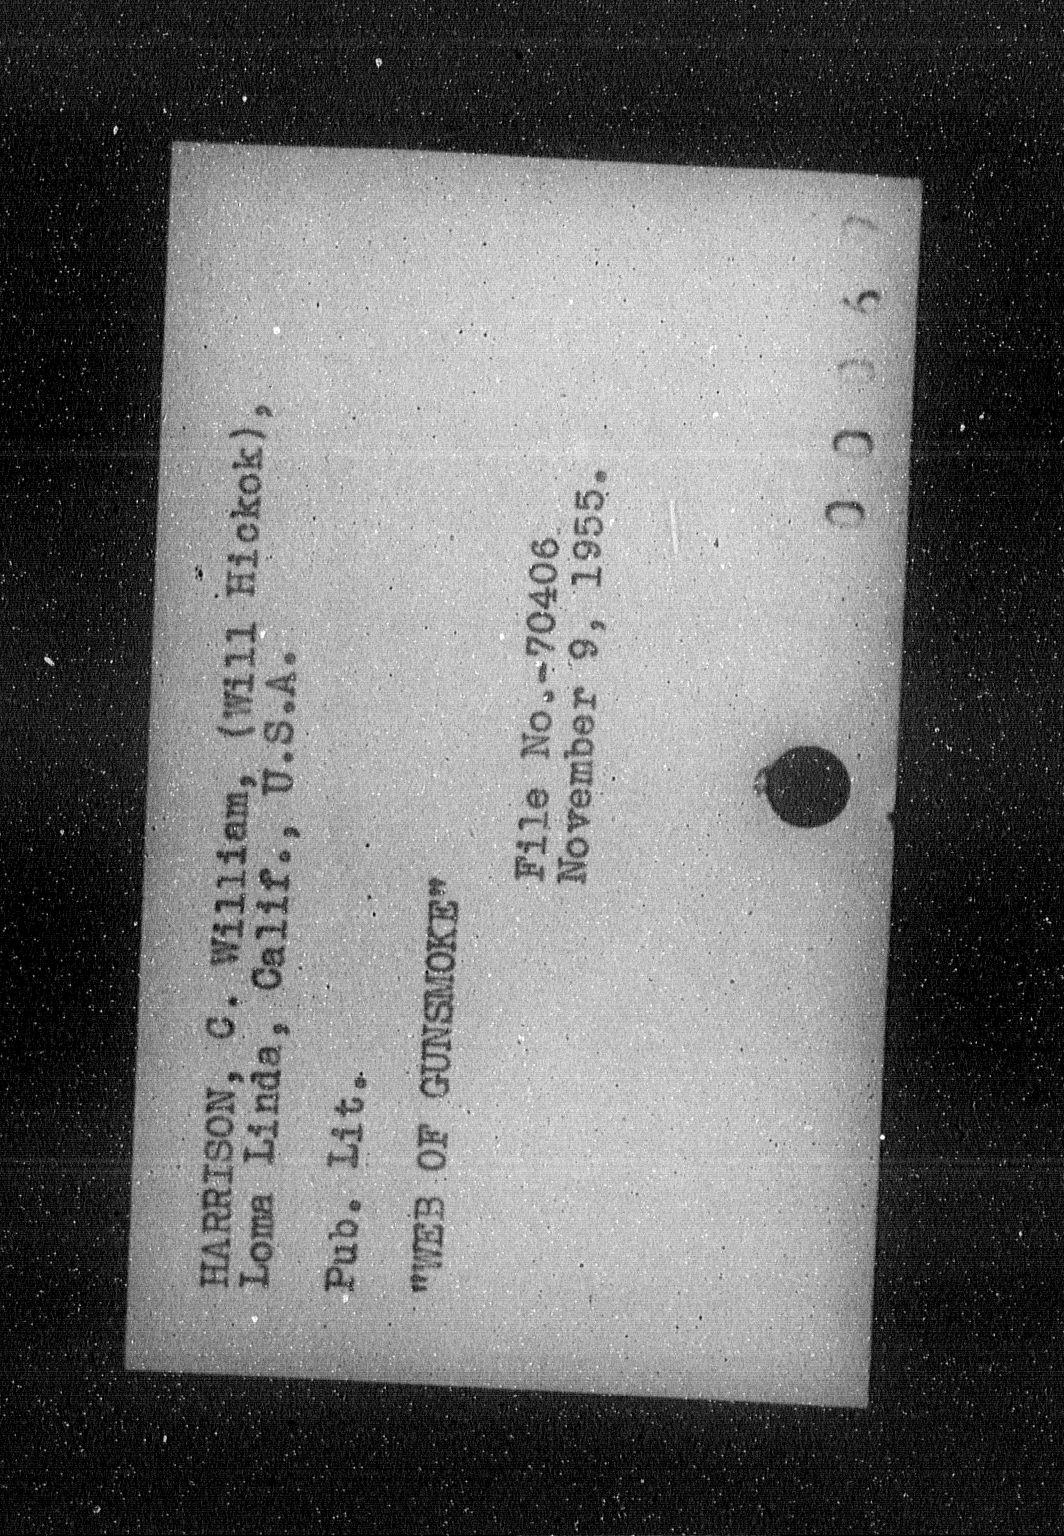 HARRISON, C. William, (Will Hickok),
Loma Linda, Calif., U.S.A.
Pub. Lit.
"WEB OF GUNSMOKE"
File No.-70406
November 9, 1955.